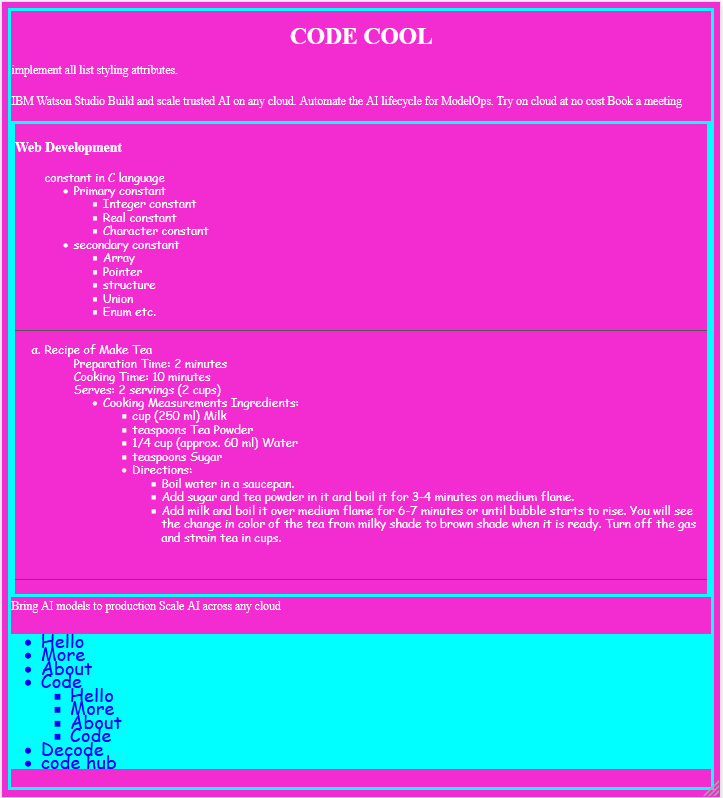 CODE COOL
implement all list styling attributes.
IBM Watson Studio Build and scale trusted AI on any cloud. Automate the AI lifecycle for ModelOps. Try on cloud at no cost Book a meeting
Web Development
constant in C language
• Primary constant
▪ Integer constant
▪ Real constant
▪ Character constant
• secondary constant
▪ Array
▪ Pointer
▪ structure
▪ Union
▪ Enum etc.
α. Recipe of Make Tea
Preparation Time: 2 minutes
Cooking Time: 10 minutes
Serves: 2 servings (2 cups)
• Cooking Measurements Ingredients:
▪ cup (250 ml) Milk
▪ teaspoons Tea Powder
▪ 1/4 cup (approx. 60 ml) Water
▪ teaspoons Sugar
• Directions:
▪ Boil water in a saucepan.
▪ Add sugar and tea powder in it and boil it for 3-4 minutes on medium flame.
▪ Add milk and boil it over medium flame for 6-7 minutes or until bubble starts to rise. You will see
the change in color of the tea from milky shade to brown shade when it is ready. Turn off the gas
and strain tea in cups.
Bring AI models to production Scale AI across any cloud
• Hello
• More
• About
• Code
▪ Hello
▪ More
▪ About
▪ Code
• Decode
• code hub